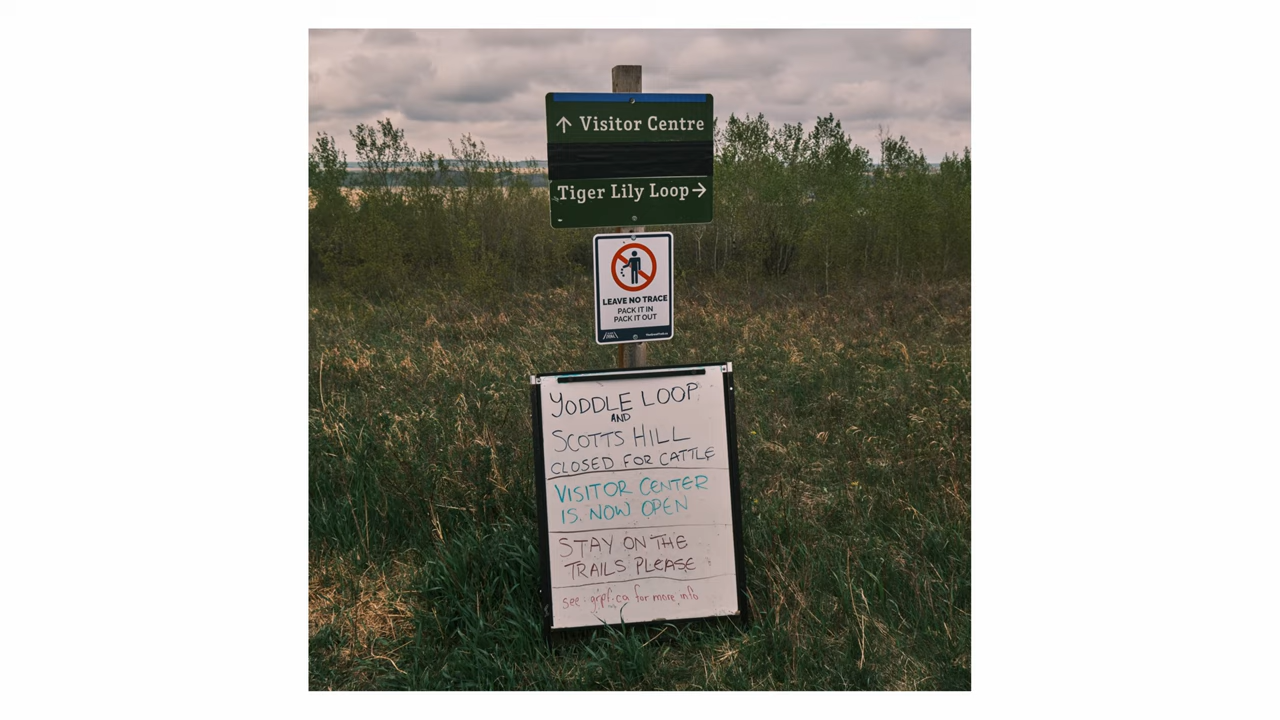 ↑ Visitor Centre
Tiger Lily Loop →
LEAVE NO TRACE
PACK IT IN
PACK IT OUT
YODDLE LOOP
AND
SCOTTS HILL
CLOSED FOR CATTLE
VISITOR CENTER
IS NOW OPEN
STAY ON THE
TRAILS PLEASE
see: grpf.ca for more info